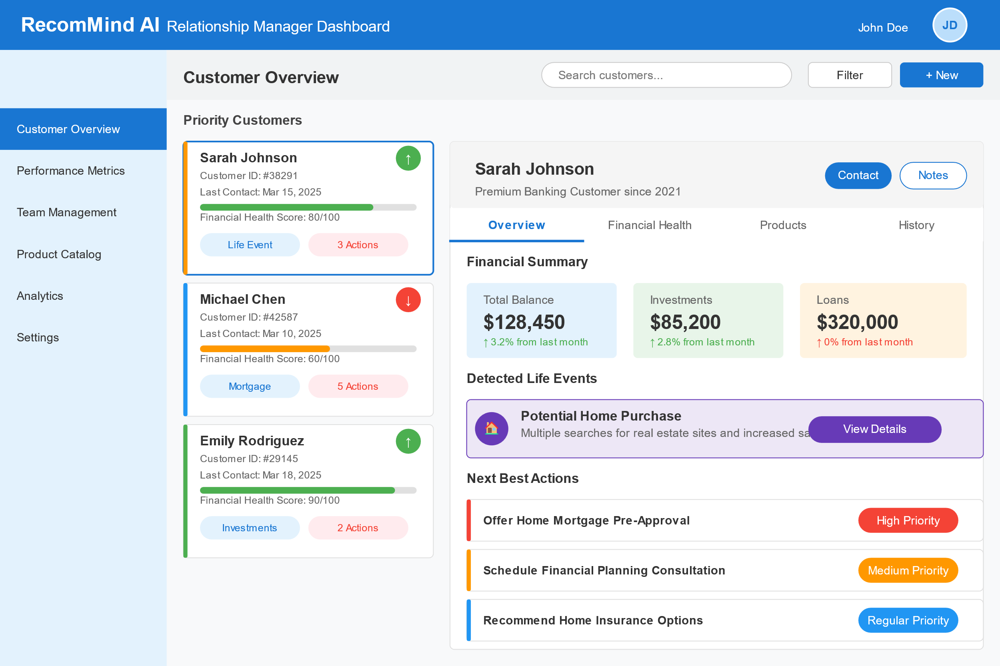 RecomMind AI Relationship Manager Dashboard
John Doe
JD
Customer Overview
Search customers...
Filter
+ New
Customer Overview
Performance Metrics
Team Management
Product Catalog
Analytics
Settings
Priority Customers
Sarah Johnson
↑
Customer ID: #38291
Last Contact: Mar 15, 2025
Financial Health Score: 80/100
Life Event
3 Actions
Michael Chen
↓
Customer ID: #42587
Last Contact: Mar 10, 2025
Financial Health Score: 60/100
Mortgage
5 Actions
Emily Rodriguez
↑
Customer ID: #29145
Last Contact: Mar 18, 2025
Financial Health Score: 90/100
Investments
2 Actions
Sarah Johnson
Premium Banking Customer since 2021
Contact
Notes
Overview
Financial Health
Products
History
Financial Summary
Total Balance
$128,450
↑ 3.2% from last month
Investments
$85,200
↑ 2.8% from last month
Loans
$320,000
↑ 0% from last month
Detected Life Events
Potential Home Purchase
Multiple searches for real estate sites and increased sa
View Details
Next Best Actions
Offer Home Mortgage Pre-Approval
High Priority
Schedule Financial Planning Consultation
Medium Priority
Recommend Home Insurance Options
Regular Priority